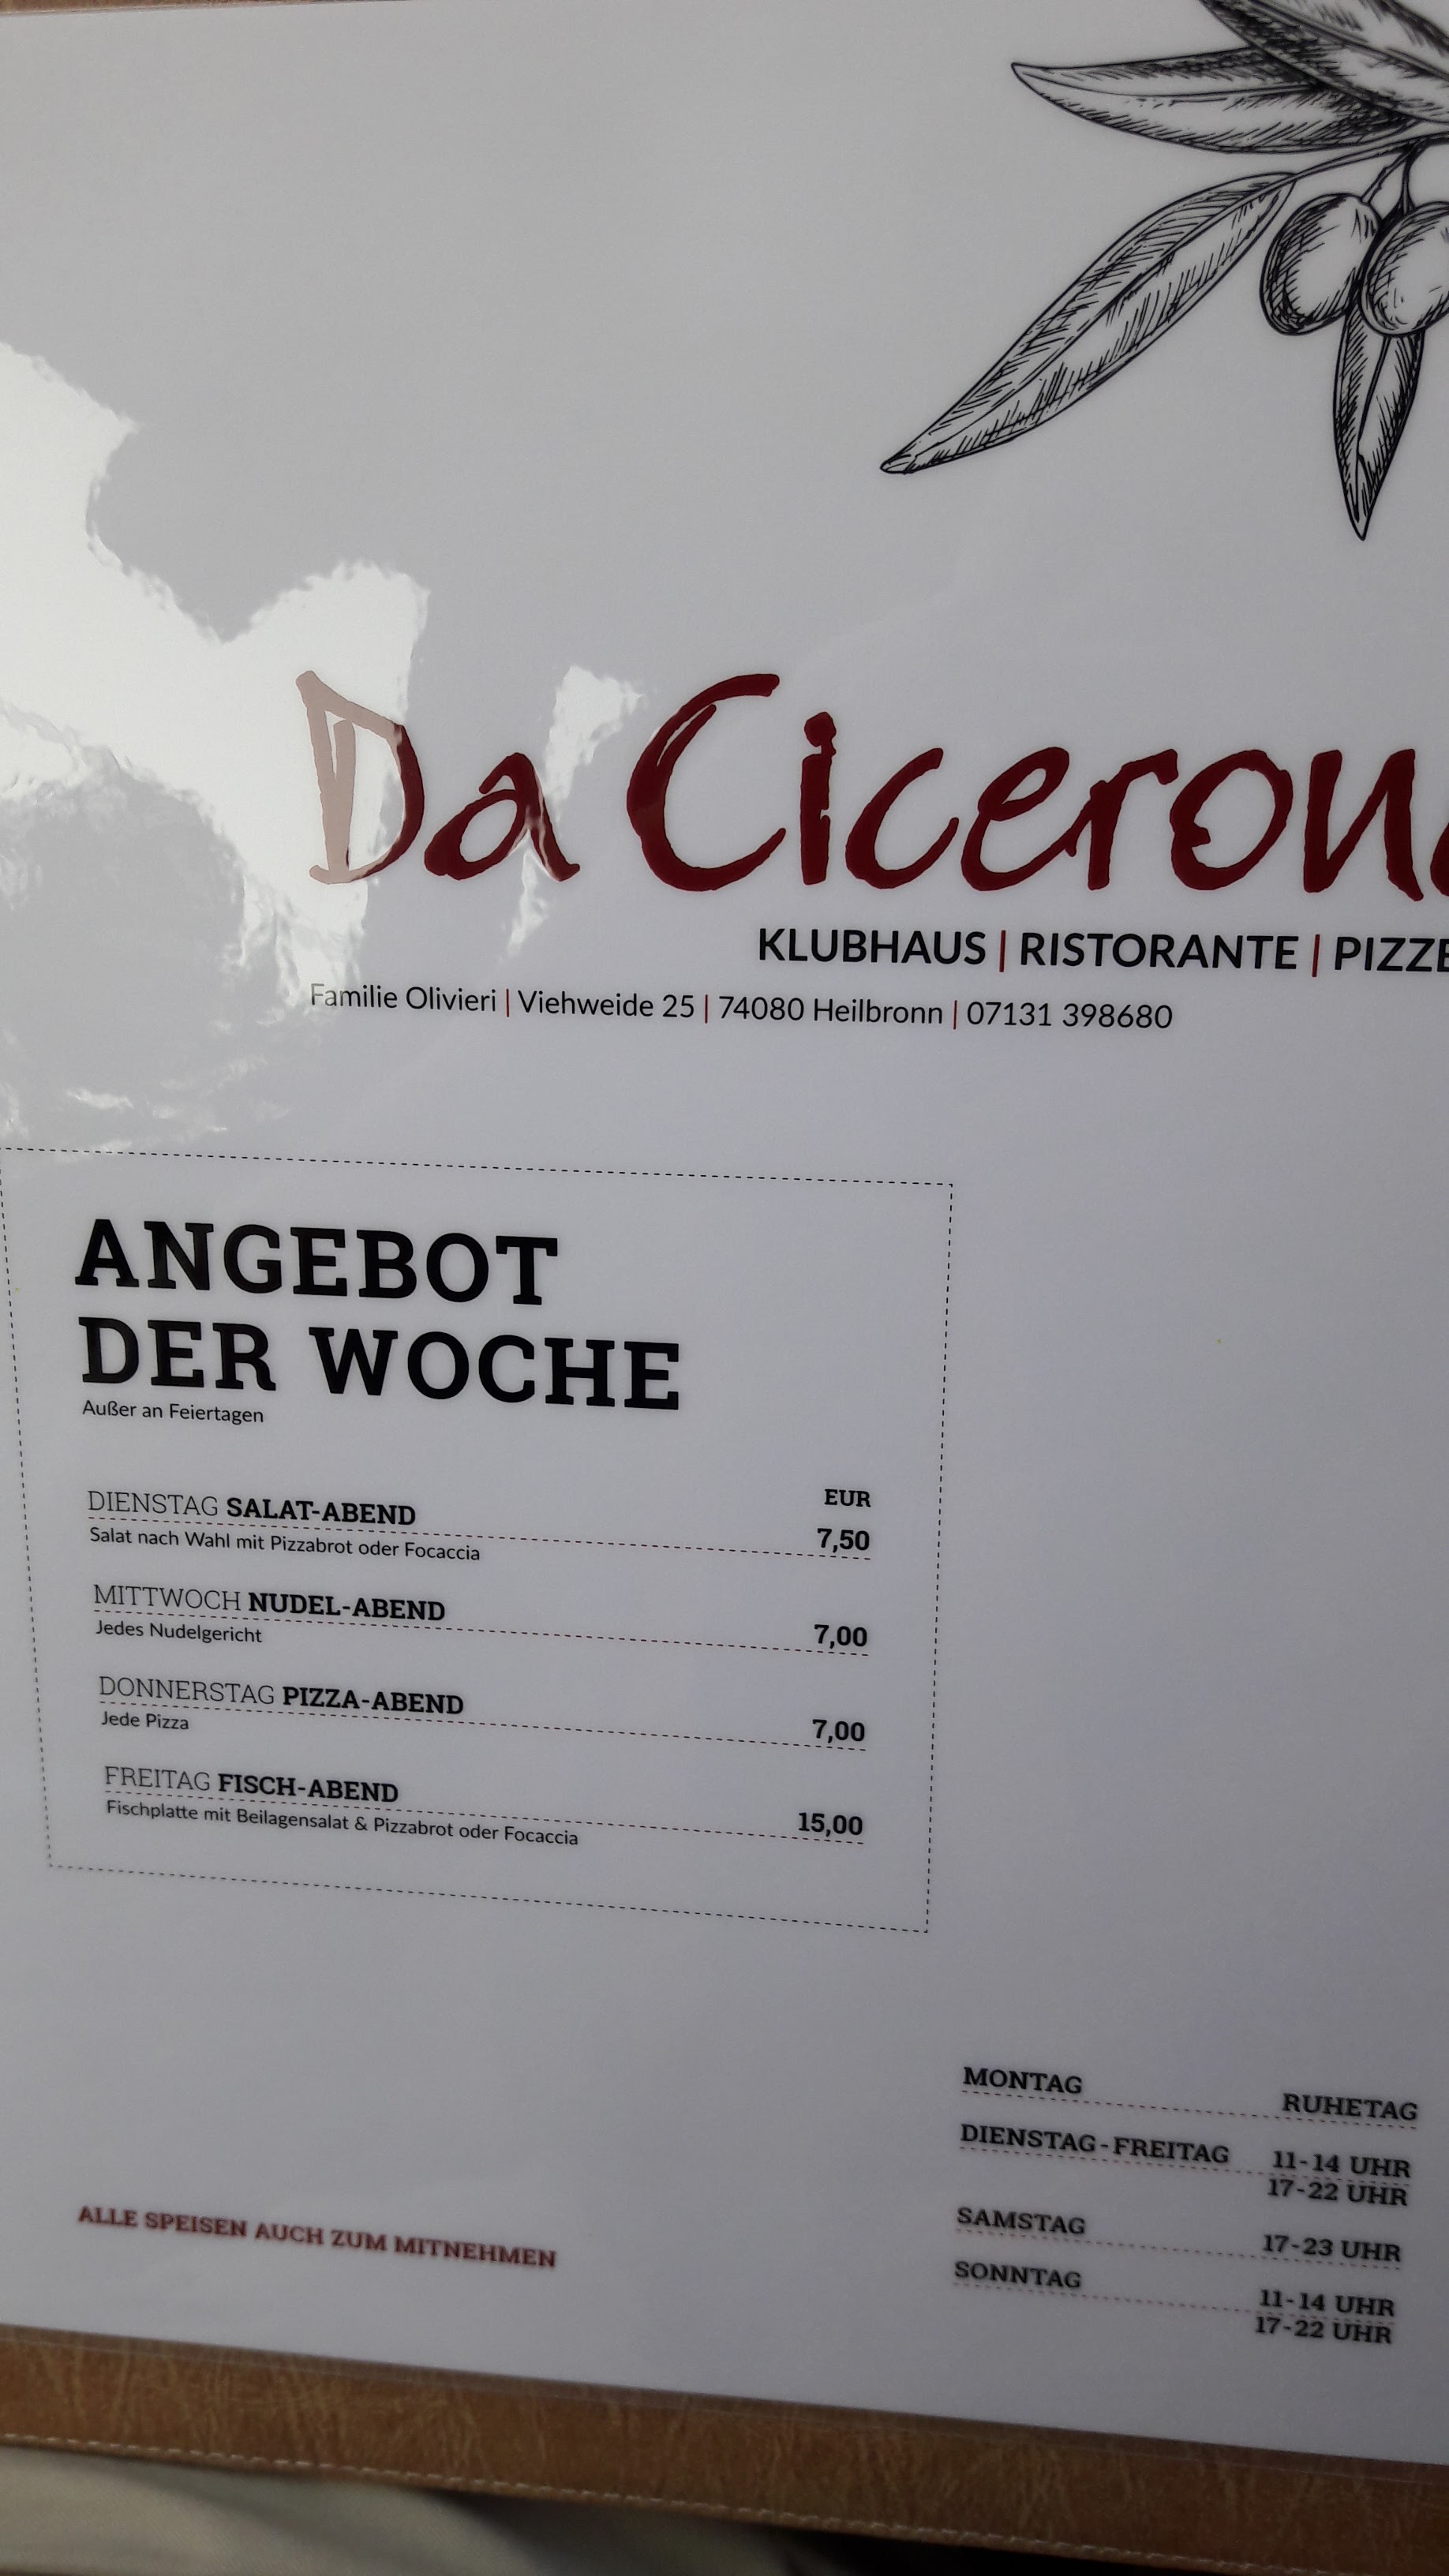 Da Cicerone
KLUBHAUS | RISTORANTE | PIZZE
Familie Olivieri | Viehweide 25 | 74080 Heilbronn | 07131 398680
ANGEBOT
DER WOCHE
Außer an Feiertagen
EUR
DIENSTAG SALAT-ABEND 7,50
Salat nach Wahl mit Pizzabrot oder Focaccia
MITTWOCH NUDEL-ABEND 7,00
Jedes Nudelgericht
DONNERSTAG PIZZA-ABEND 7,00
Jede Pizza
FREITAG FISCH-ABEND 15,00
Fischplatte mit Beilagensalat & Pizzabrot oder Focaccia
MONTAG RUHETAG
DIENSTAG-FREITAG 11-14 UHR
17-22 UHR
SAMSTAG 17-23 UHR
SONNTAG 11-14 UHR
17-22 UHR
ALLE SPEISEN AUCH ZUM MITNEHMEN